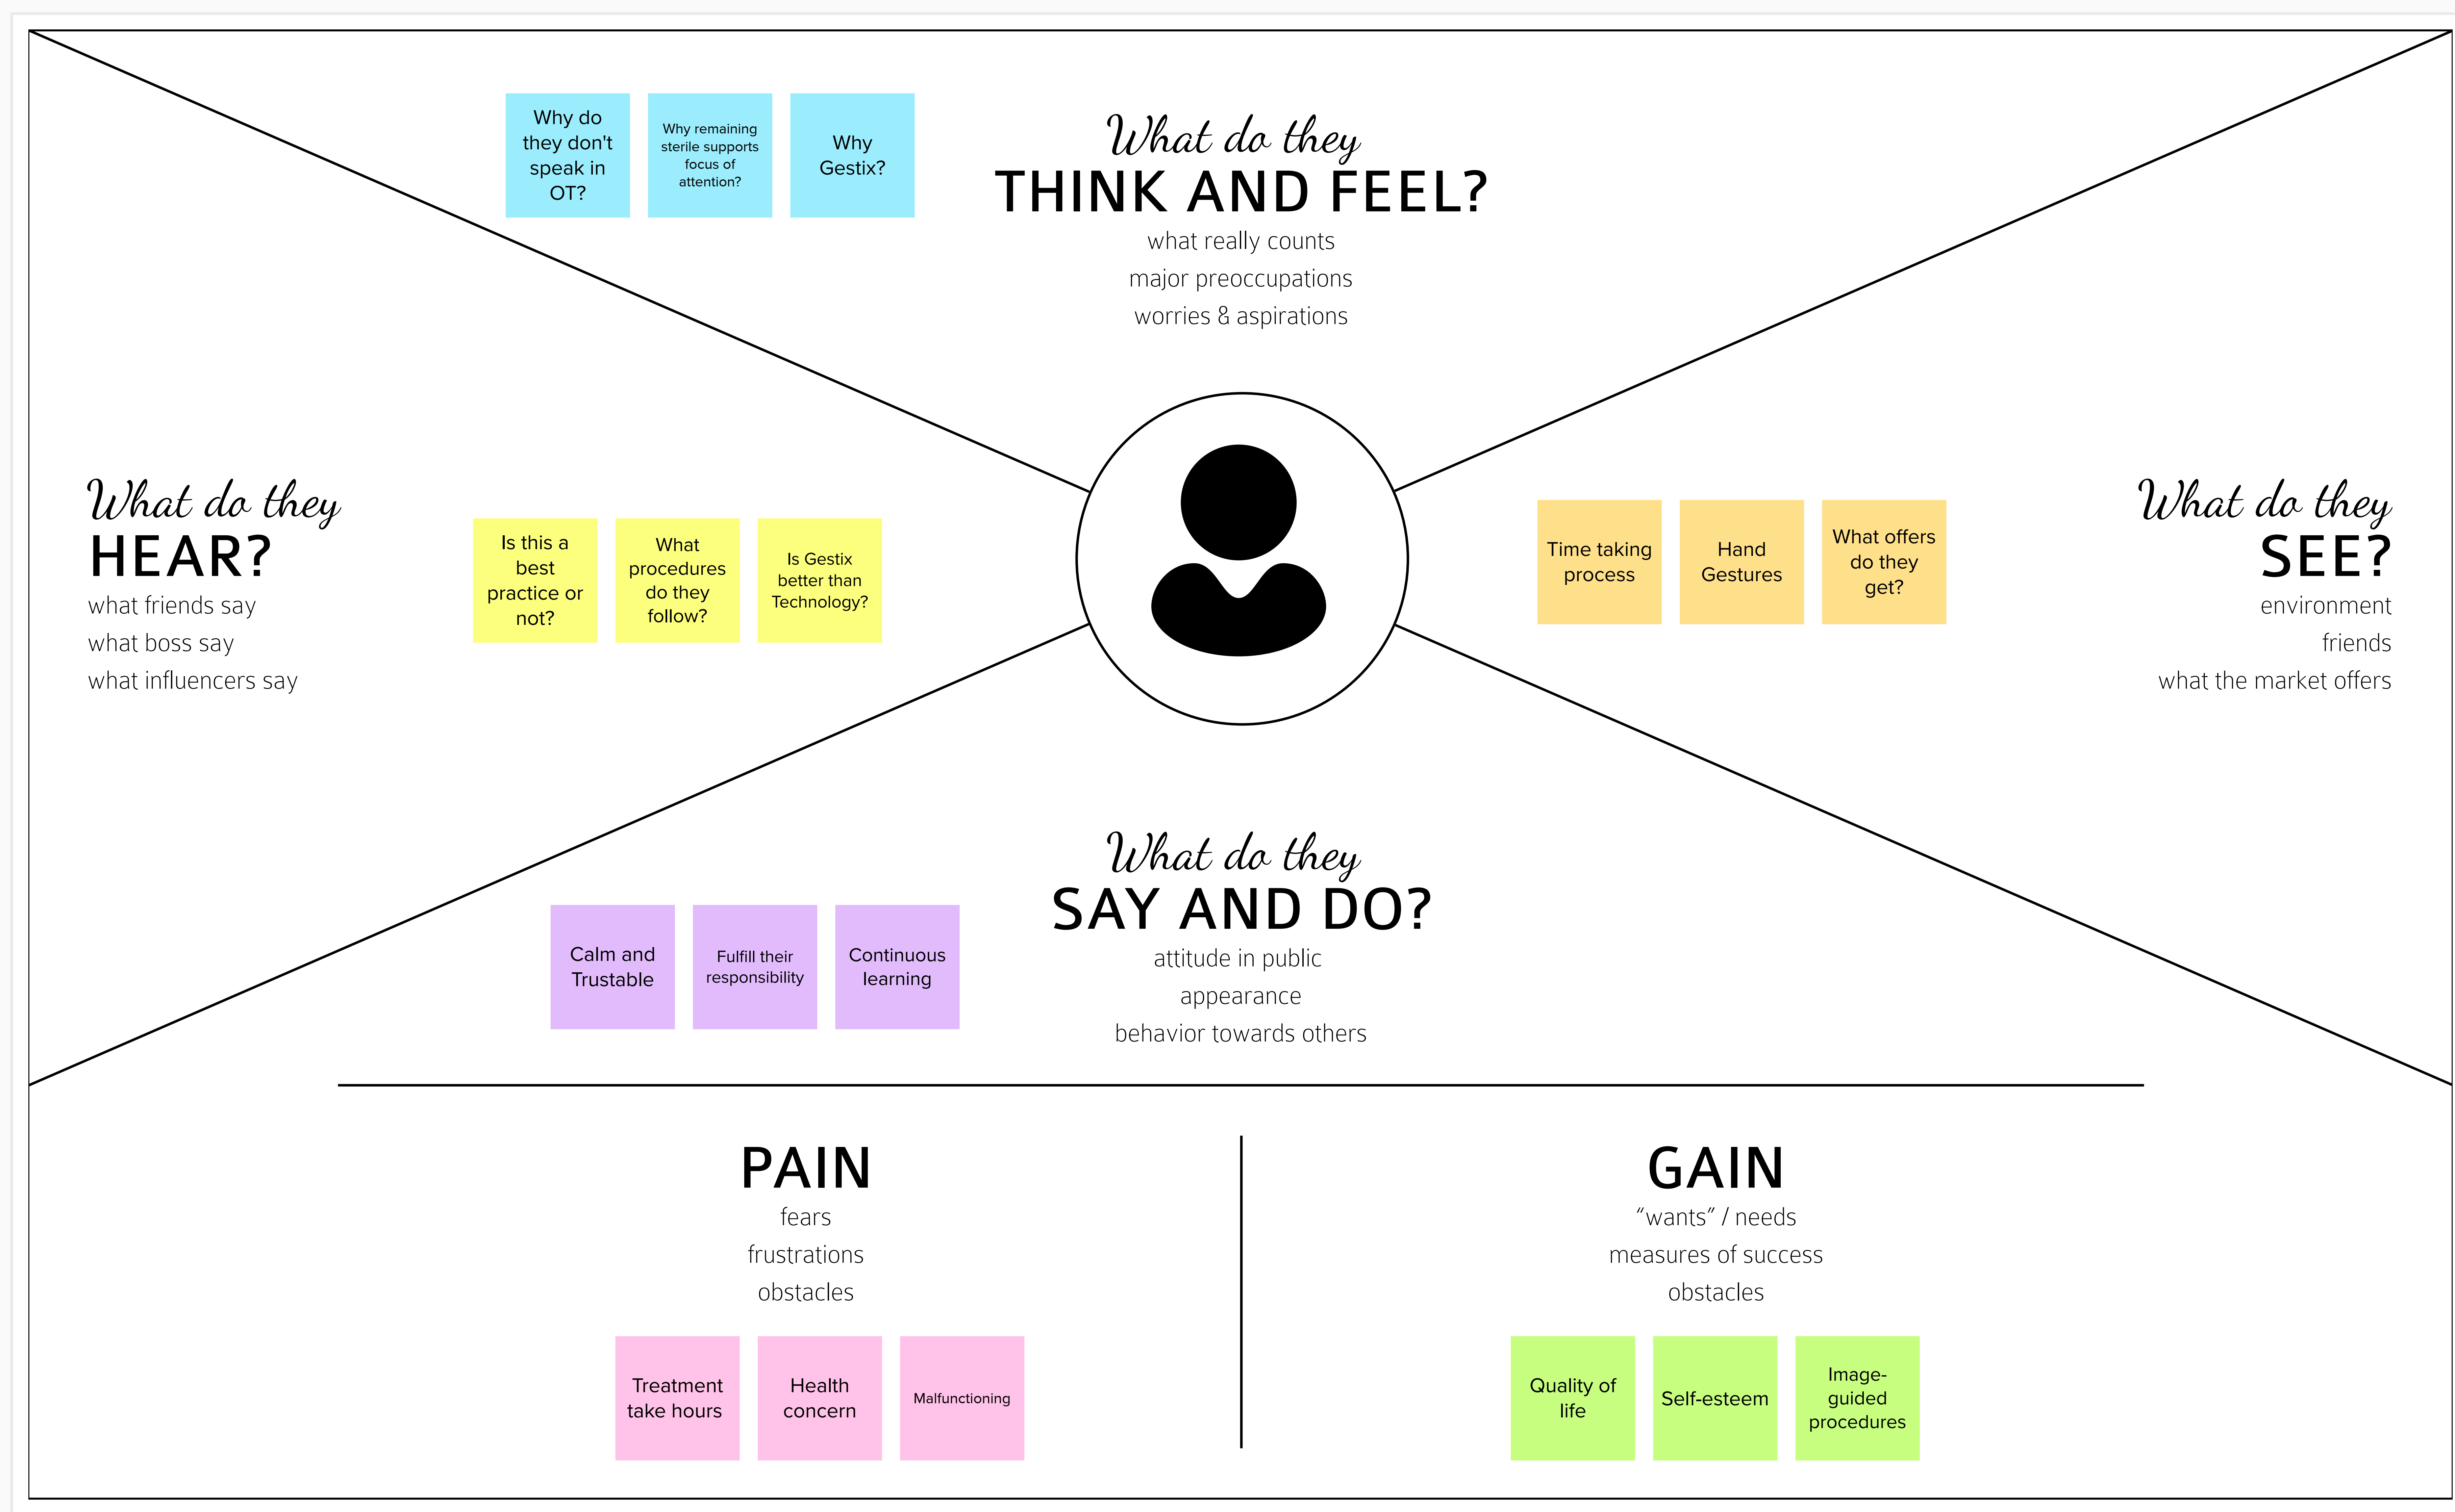 Why do
they don't
speak in
OT?
Why remaining
sterile supports
focus of
attention?
Why
Gestix?
What do they
THINK AND FEEL?
what really counts
major preoccupations
worries & aspirations
What do they
HEAR?
what friends say
what boss say
what influencers say
Is this a
best
practice or
not?
What
procedures
do they
follow?
Is Gestix
better than
Technology?
Time taking
process
Hand
Gestures
What offers
do they
get?
What do they
SEE?
environment
friends
what the market offers
What do they
SAY AND DO?
attitude in public
appearance
behavior towards others
Calm and
Trustable
Fulfill their
responsibility
Continuous
learning
PAIN
fears
frustrations
obstacles
Treatment
take hours
Health
concern
Malfunctioning
GAIN
“wants” / needs
measures of success
obstacles
Quality of
life
Self-esteem
Image-
guided
procedures